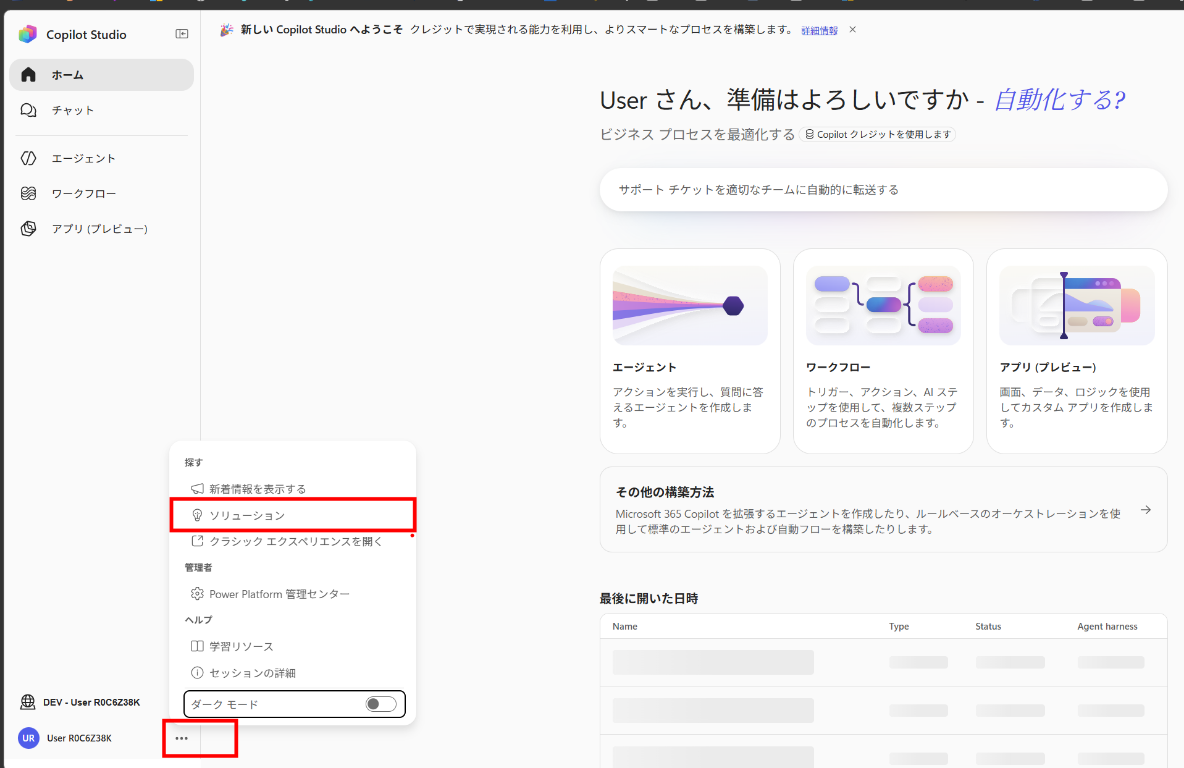 Copilot Studio
ホーム
チャット
エージェント
ワークフロー
アプリ (プレビュー)
🎉 新しい Copilot Studio へようこそ クレジットで実現される能力を利用し、よりスマートなプロセスを構築します。 詳細情報 ×
User さん、準備はよろしいですか - 自動化する?
ビジネス プロセスを最適化する Copilot クレジットを使用します
サポート チケットを適切なチームに自動的に転送する
エージェント
アクションを実行し、質問に答
えるエージェントを作成しま
す。
ワークフロー
トリガー、アクション、AI ステ
ップを使用して、複数ステップ
のプロセスを自動化します。
アプリ (プレビュー)
画面、データ、ロジックを使用
してカスタム アプリを作成しま
す。
その他の構築方法
Microsoft 365 Copilot を拡張するエージェントを作成したり、ルールベースのオーケストレーションを使
用して標準のエージェントおよび自動フローを構築したりします。
最後に開いた日時
Name Type Status Agent harness
探す
新着情報を表示する
ソリューション
クラシック エクスペリエンスを開く
管理者
Power Platform 管理センター
ヘルプ
学習リソース
セッションの詳細
ダーク モード
DEV - User R0C6Z38K
UR User R0C6Z38K